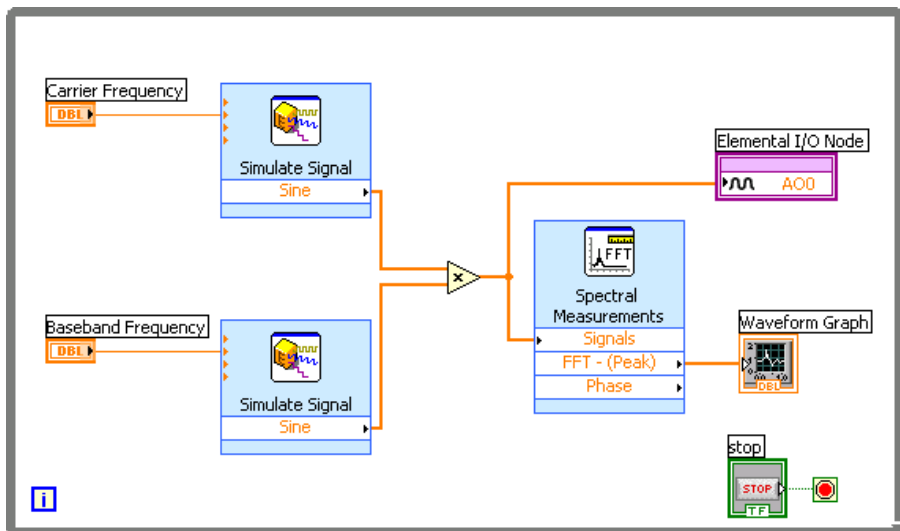 Carrier Frequency
DBL
Simulate Signal
Sine
Elemental I/O Node
AO0
FFT
Spectral
Measurements
Signals
FFT - (Peak)
Phase
Baseband Frequency
DBL
Simulate Signal
Sine
Waveform Graph
DBL
stop
STOP
TF
i